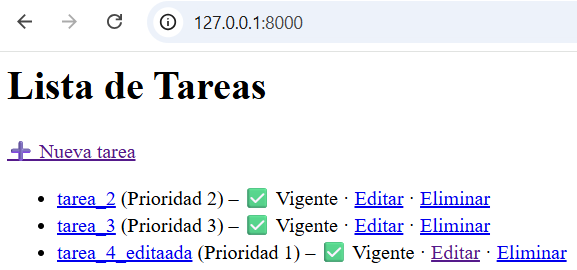 127.0.0.1:8000
Lista de Tareas
➕ Nueva tarea
• tarea_2 (Prioridad 2) – ✅ Vigente · Editar · Eliminar
• tarea_3 (Prioridad 3) – ✅ Vigente · Editar · Eliminar
• tarea_4_editaada (Prioridad 1) – ✅ Vigente · Editar · Eliminar